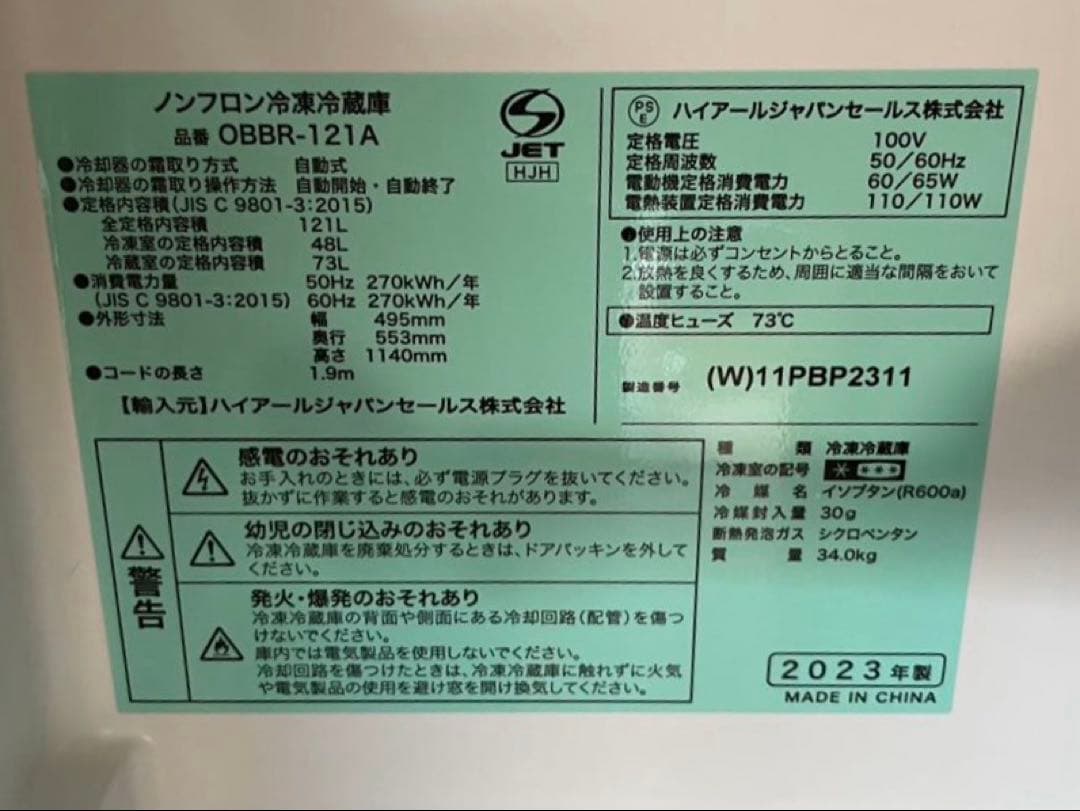 ノンフロン冷凍冷蔵庫
品番 OBBR-121A
●冷却器の霜取り方式 自動式
●冷却器の霜取り操作方法 自動開始・自動終了
●定格内容積(JIS C 9801-3:2015)
全定格内容積 121L
冷凍室の定格内容積 48L
冷蔵室の定格内容積 73L
●消費電力量 50Hz 270kWh/年
(JIS C 9801-3:2015) 60Hz 270kWh/年
●外形寸法 幅 495mm
奥行 553mm
高さ 1140mm
●コードの長さ 1.9m
【輸入元】ハイアールジャパンセールス株式会社
JET
HJH
PS
E
ハイアールジャパンセールス株式会社
定格電圧 100V
定格周波数 50/60Hz
電動機定格消費電力 60/65W
電熱装置定格消費電力 110/110W
●使用上の注意
1.電源は必ずコンセントからとること。
2.放熱を良くするため、周囲に適当な間隔をおいて
設置すること。
●温度ヒューズ 73℃
製造番号 (W)11PBP2311
警告
感電のおそれあり
お手入れのときには、必ず電源プラグを抜いてください。
抜かずに作業すると感電のおそれがあります。
幼児の閉じ込みのおそれあり
冷凍冷蔵庫を廃棄処分するときは、ドアパッキンを外して
ください。
発火・爆発のおそれあり
冷凍冷蔵庫の背面や側面にある冷却回路(配管)を傷つ
けないでください。
庫内では電気製品を使用しないでください。
冷却回路を傷つけたときは、冷凍冷蔵庫に触れずに火気
や電気製品の使用を避け窓を開け換気してください。
種類 冷凍冷蔵庫
冷凍室の記号 * ***
冷媒名 イソブタン(R600a)
冷媒封入量 30g
断熱発泡ガス シクロペンタン
質量 34.0kg
2023年製
MADE IN CHINA